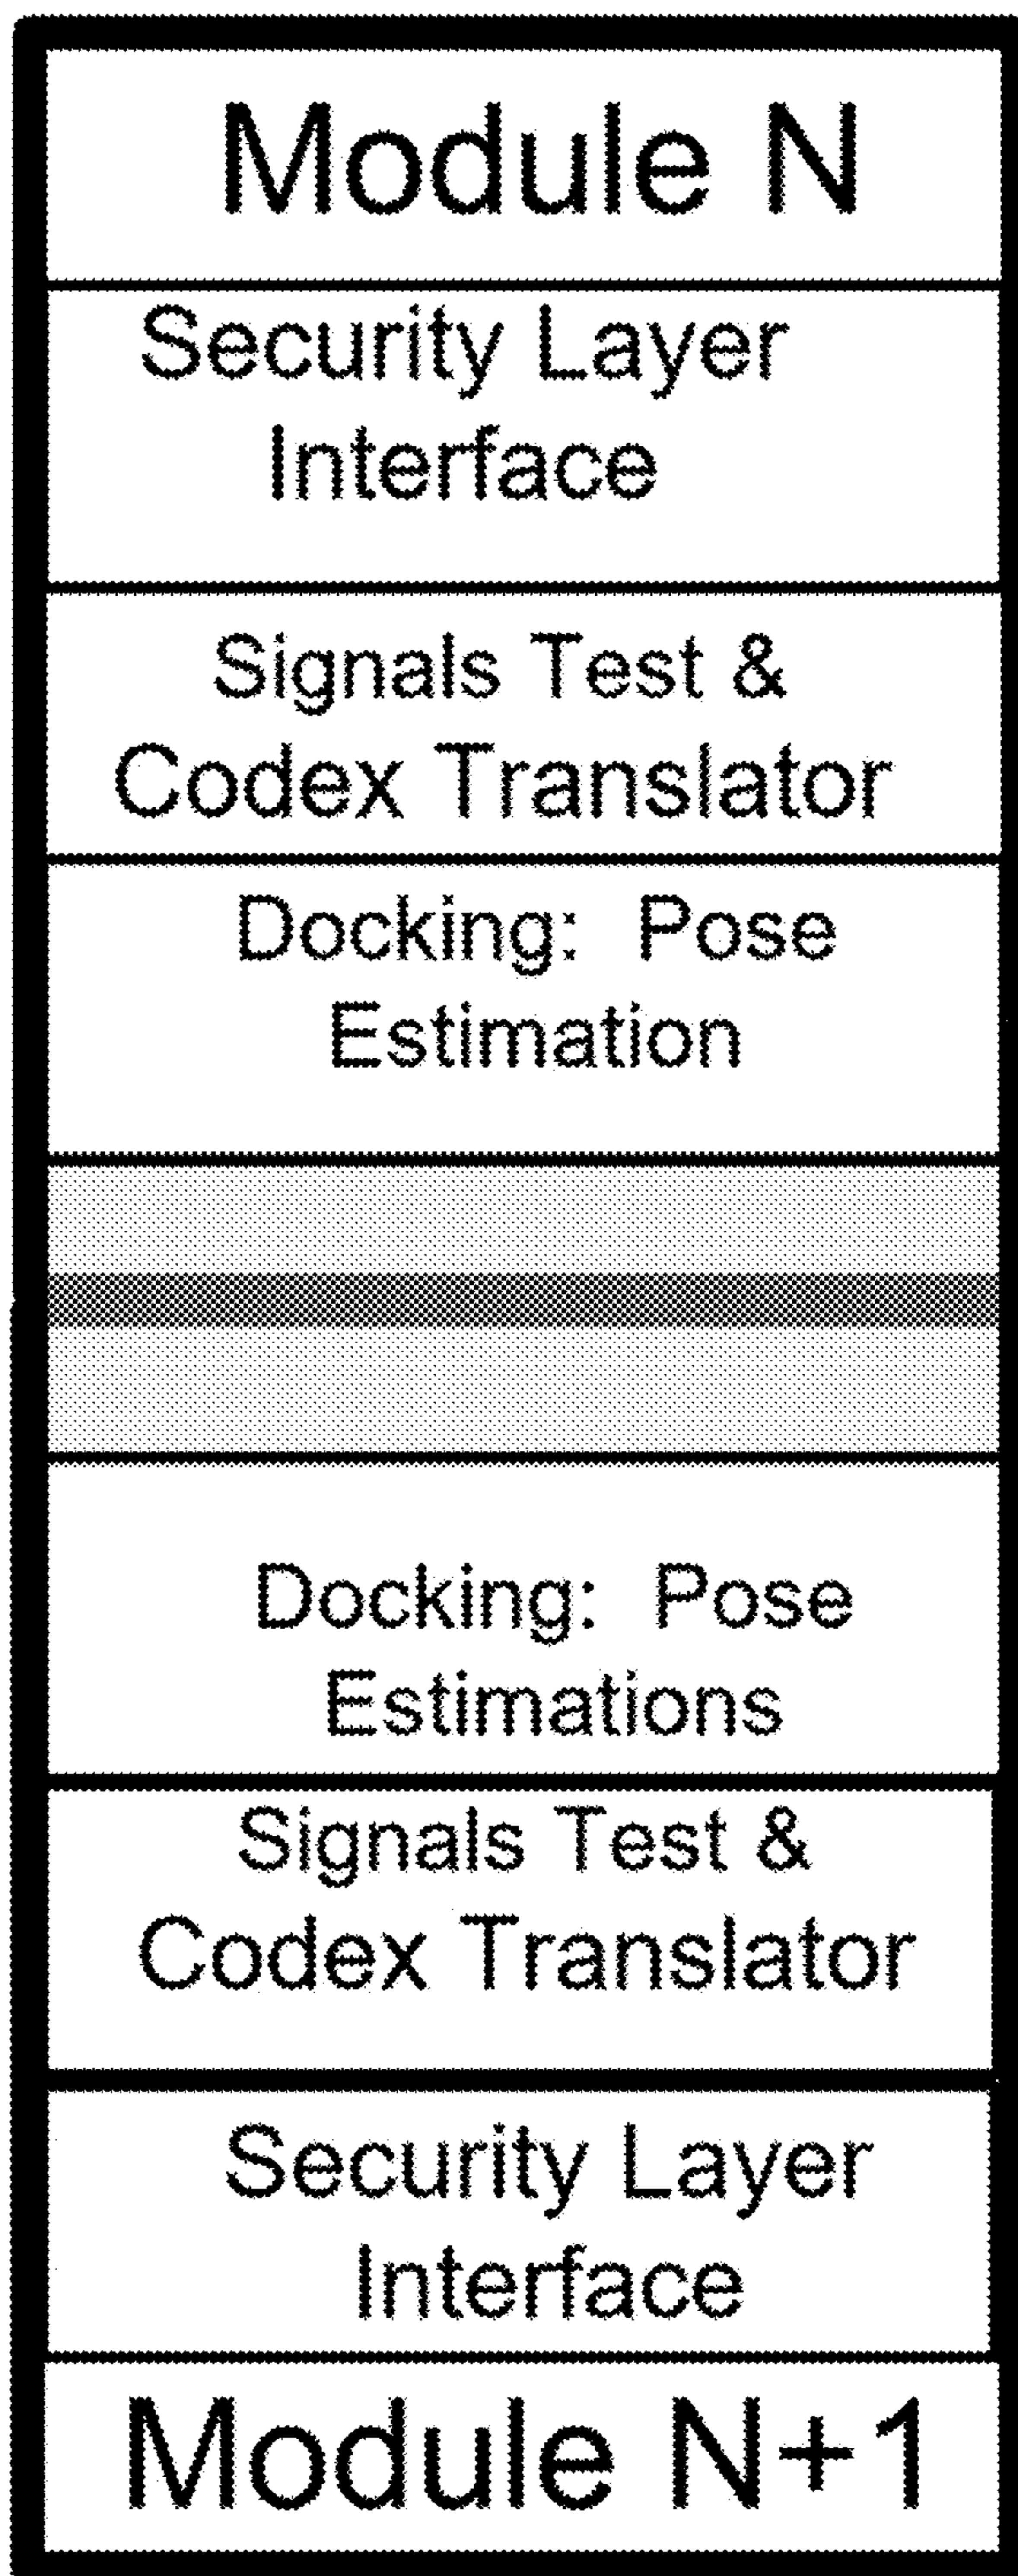 Module N
Security Layer
Interface
Signals Test &
Codex Translator
Docking: Pose
Estimation
Docking: Pose
Estimations
Signals Test &
Codex Translator
Security Layer
Interface
Module N+1